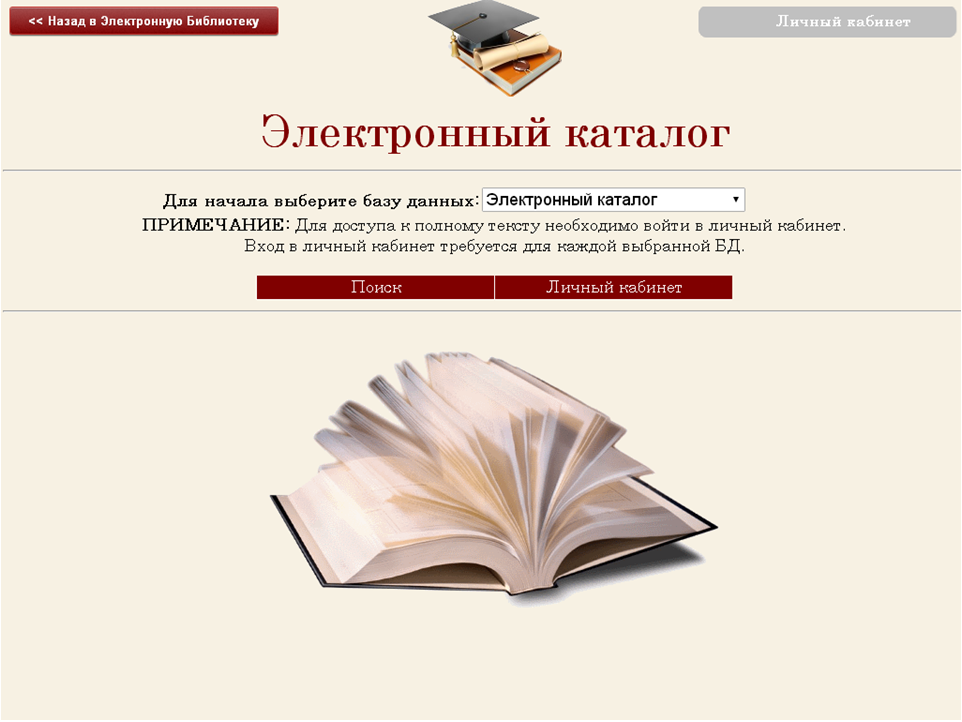 << Назад в Электронную Библиотеку
Личный кабинет
Электронный каталог
Для начала выберите базу данных: Электронный каталог
ПРИМЕЧАНИЕ: Для доступа к полному тексту необходимо войти в личный кабинет.
Вход в личный кабинет требуется для каждой выбранной БД.
Поиск Личный кабинет